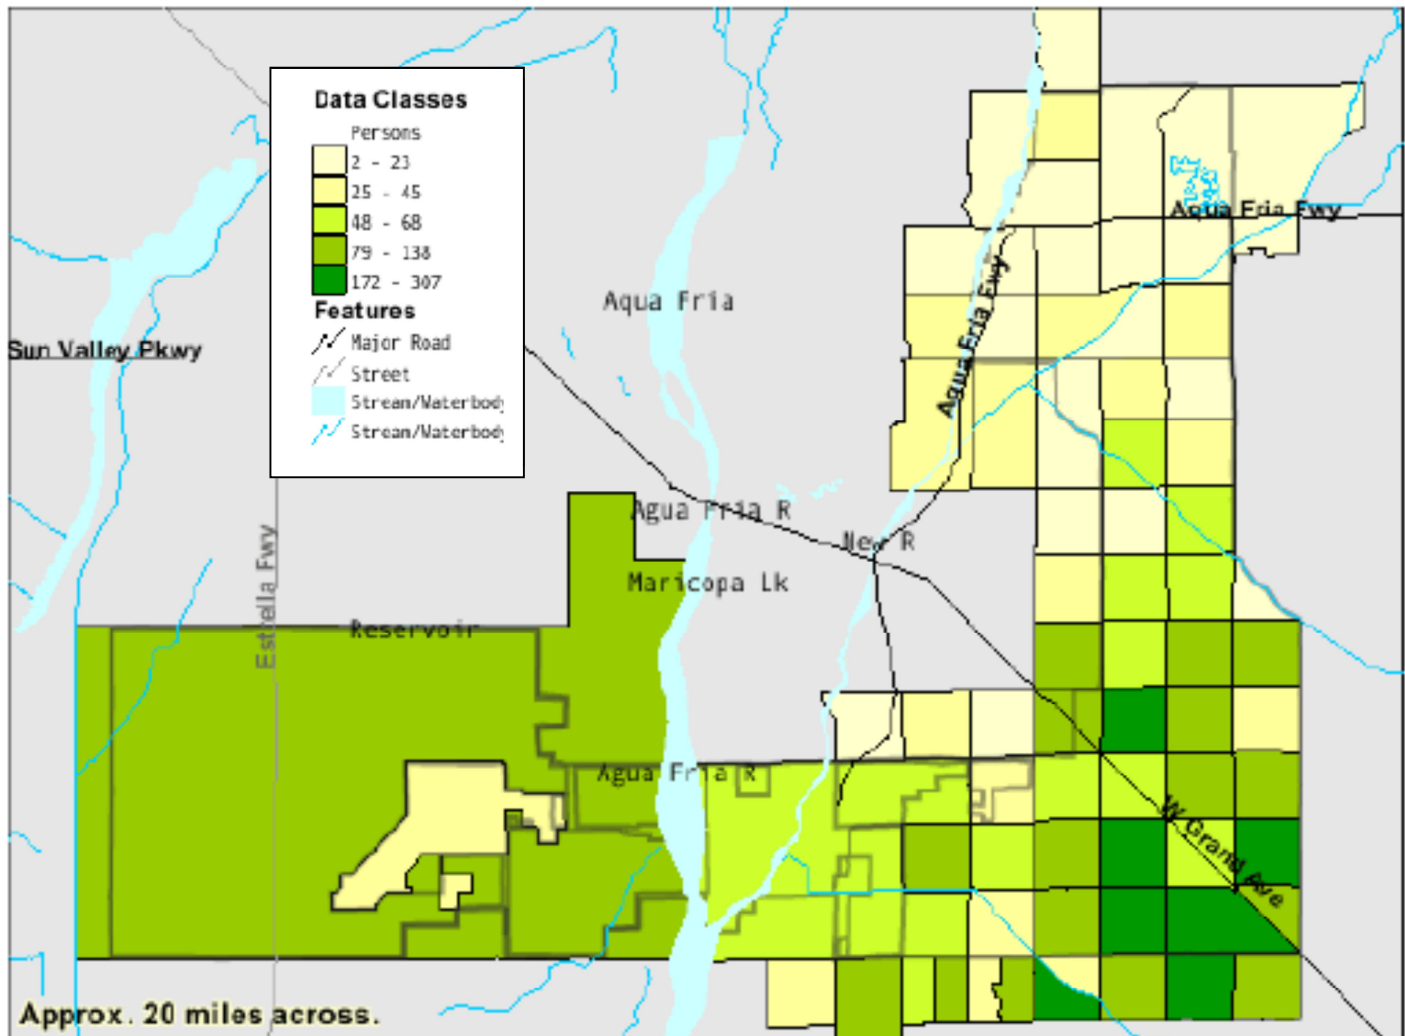 Data Classes
Persons
2 - 23
25 - 45
48 - 68
79 - 138
172 - 307
Features
Major Road
Street
Stream/Waterbody
Stream/Waterbody
Agua Fria Fwy
Aqua Fria
Agua Fria Fwy
Sun Valley Pkwy
Agua Fria R
New R
Maricopa Lk
Estrella Fwy
Reservoir
Agua Fria R
W Grand Ave
Approx. 20 miles across.